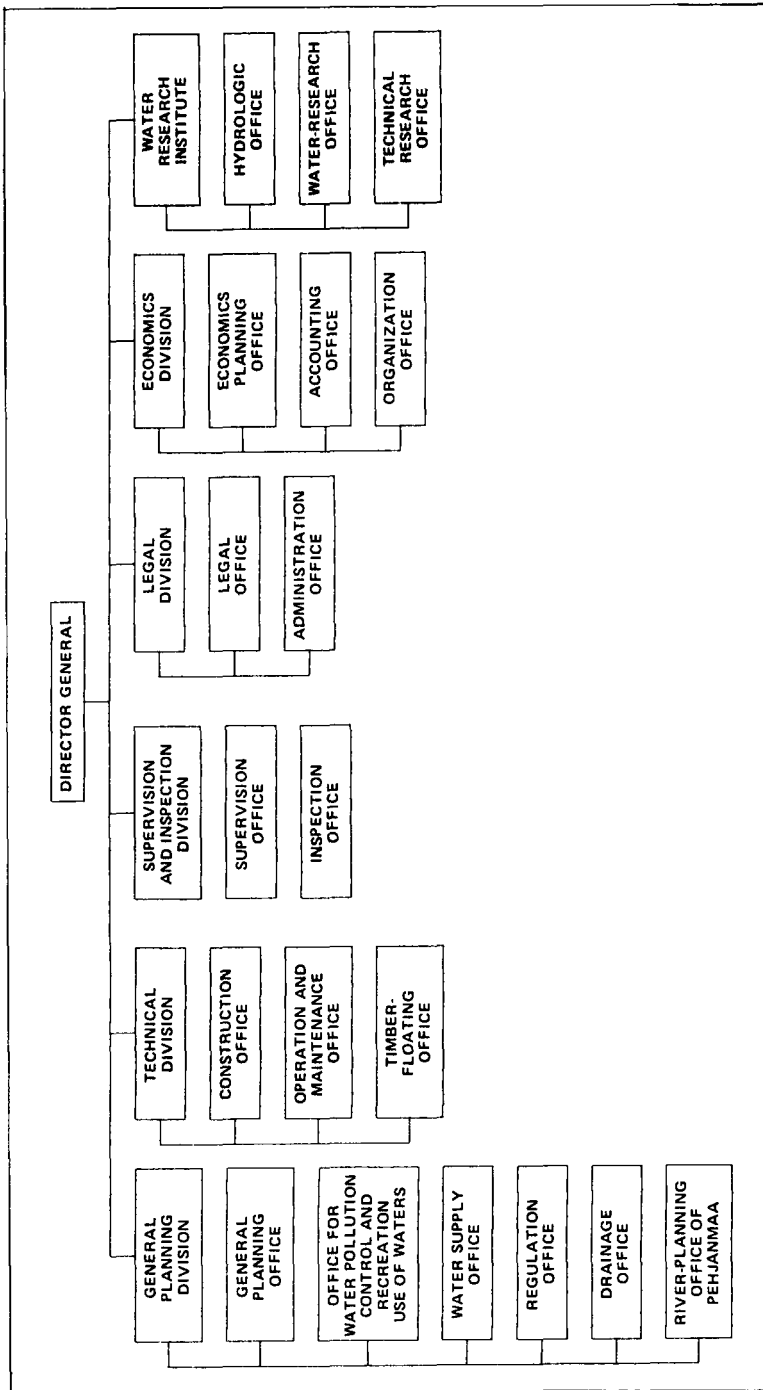 DIRECTOR GENERAL
GENERAL
PLANNING
DIVISION
GENERAL
PLANNING
OFFICE
OFFICE FOR
WATER POLLUTION
CONTROL AND
RECREATION
USE OF WATERS
WATER SUPPLY
OFFICE
REGULATION
OFFICE
DRAINAGE
OFFICE
RIVER-PLANNING
OFFICE OF
PEHJANMAA
TECHNICAL
DIVISION
CONSTRUCTION
OFFICE
OPERATION AND
MAINTENANCE
OFFICE
TIMBER-
FLOATING
OFFICE
SUPERVISION
AND INSPECTION
DIVISION
SUPERVISION
OFFICE
INSPECTION
OFFICE
LEGAL
DIVISION
LEGAL
OFFICE
ADMINISTRATION
OFFICE
ECONOMICS
DIVISION
ECONOMICS
PLANNING
OFFICE
ACCOUNTING
OFFICE
ORGANIZATION
OFFICE
WATER
RESEARCH
INSTITUTE
HYDROLOGIC
OFFICE
WATER-RESEARCH
OFFICE
TECHNICAL
RESEARCH
OFFICE